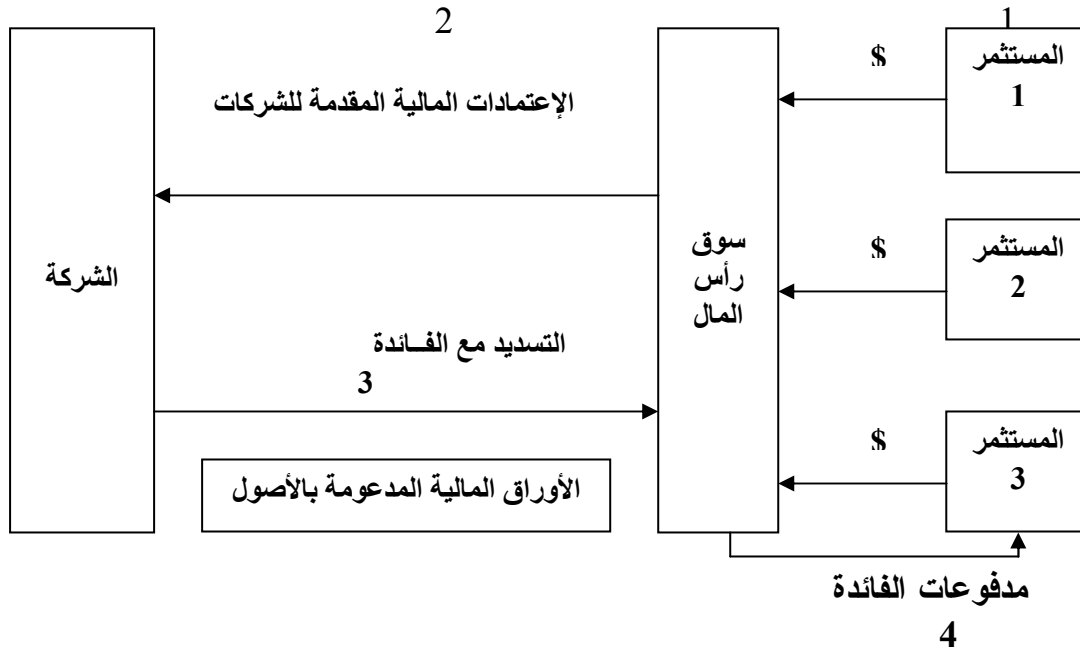 1
2
المستثمر
1
$
الإعتمادات المالية المقدمة للشركات
المستثمر
2
$
سوق
رأس
المال
الشركة
التسديد مع الفــائدة
3
المستثمر
3
$
الأوراق المالية المدعومة بالأصول
مدفوعات الفائدة
4